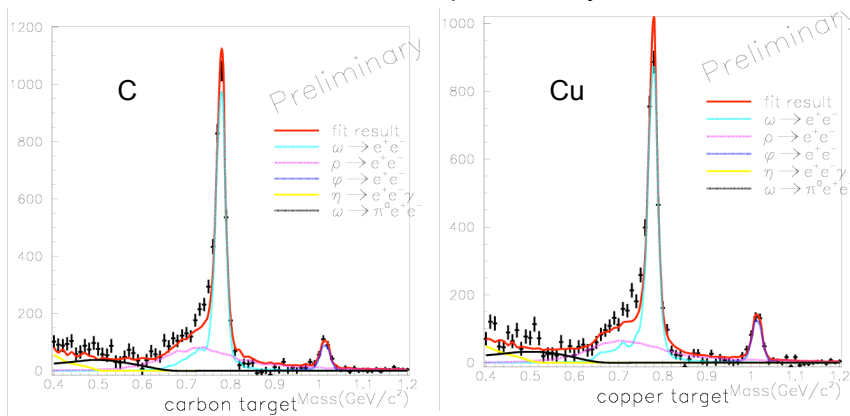 1200
1000
800
600
400
200
0
C
Preliminary
fit result
ω→e⁺e⁻
ρ→e⁺e⁻
φ→e⁺e⁻
η→e⁺e⁻γ
ω→π⁰e⁺e⁻
0.4 0.5 0.6 0.7 0.8 0.9 1 1.1 1.2
carbon target Mass(GeV/c²)
1000
800
600
400
200
0
Cu
Preliminary
fit result
ω→e⁺e⁻
ρ→e⁺e⁻
φ→e⁺e⁻
η→e⁺e⁻γ
ω→π⁰e⁺e
0.4 0.5 0.6 0.7 0.8 0.9 1 1.1 1.2
copper target Mass(GeV/c²)